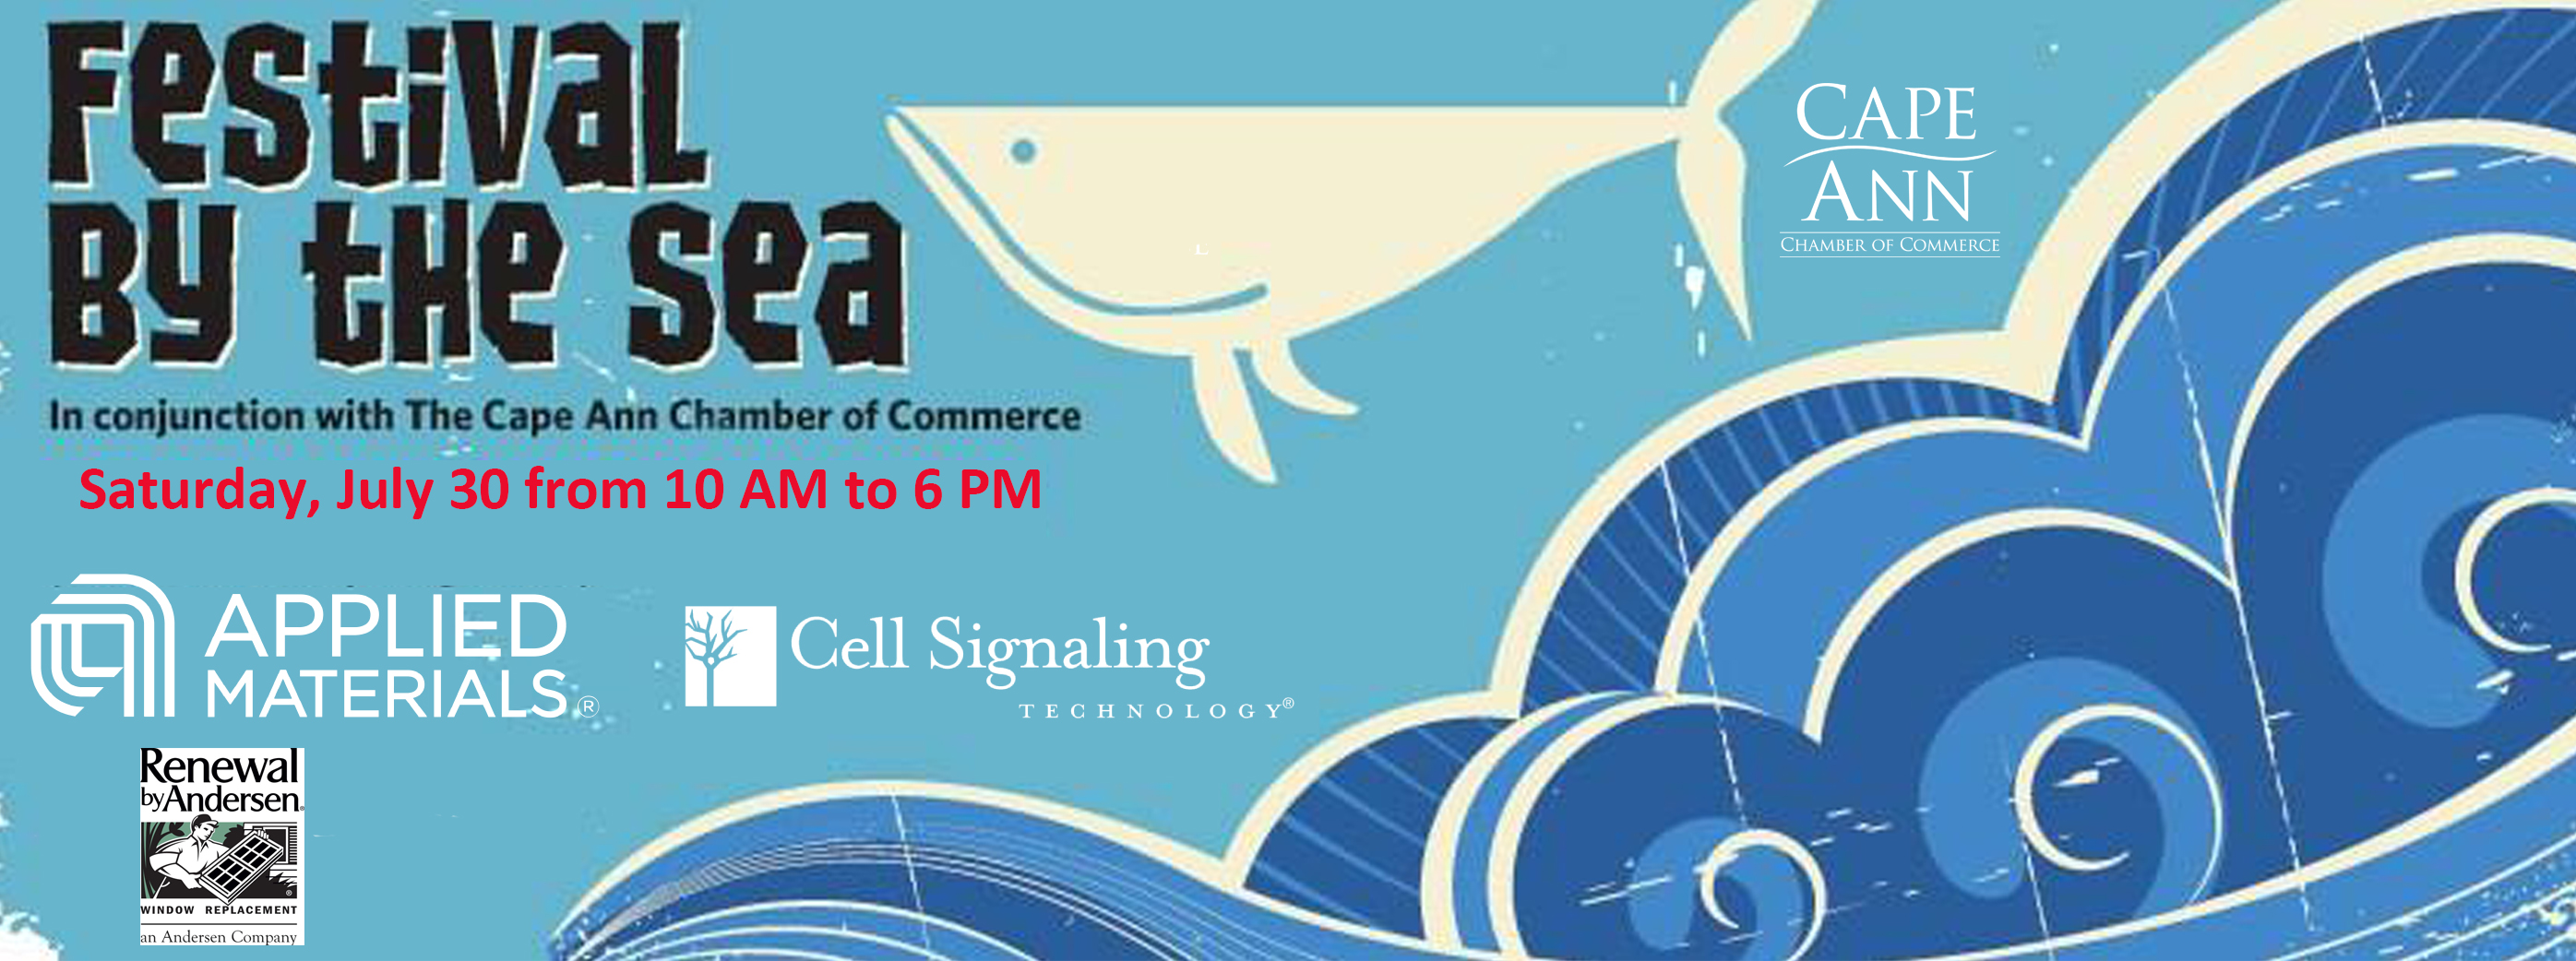 Festival
By the Sea
In conjunction with The Cape Ann Chamber of Commerce
Saturday, July 30 from 10 AM to 6 PM
CAPE
ANN
CHAMBER OF COMMERCE
APPLIED
MATERIALS®
Cell Signaling
TECHNOLOGY®
Renewal
by Andersen®
WINDOW REPLACEMENT
an Andersen Company
L